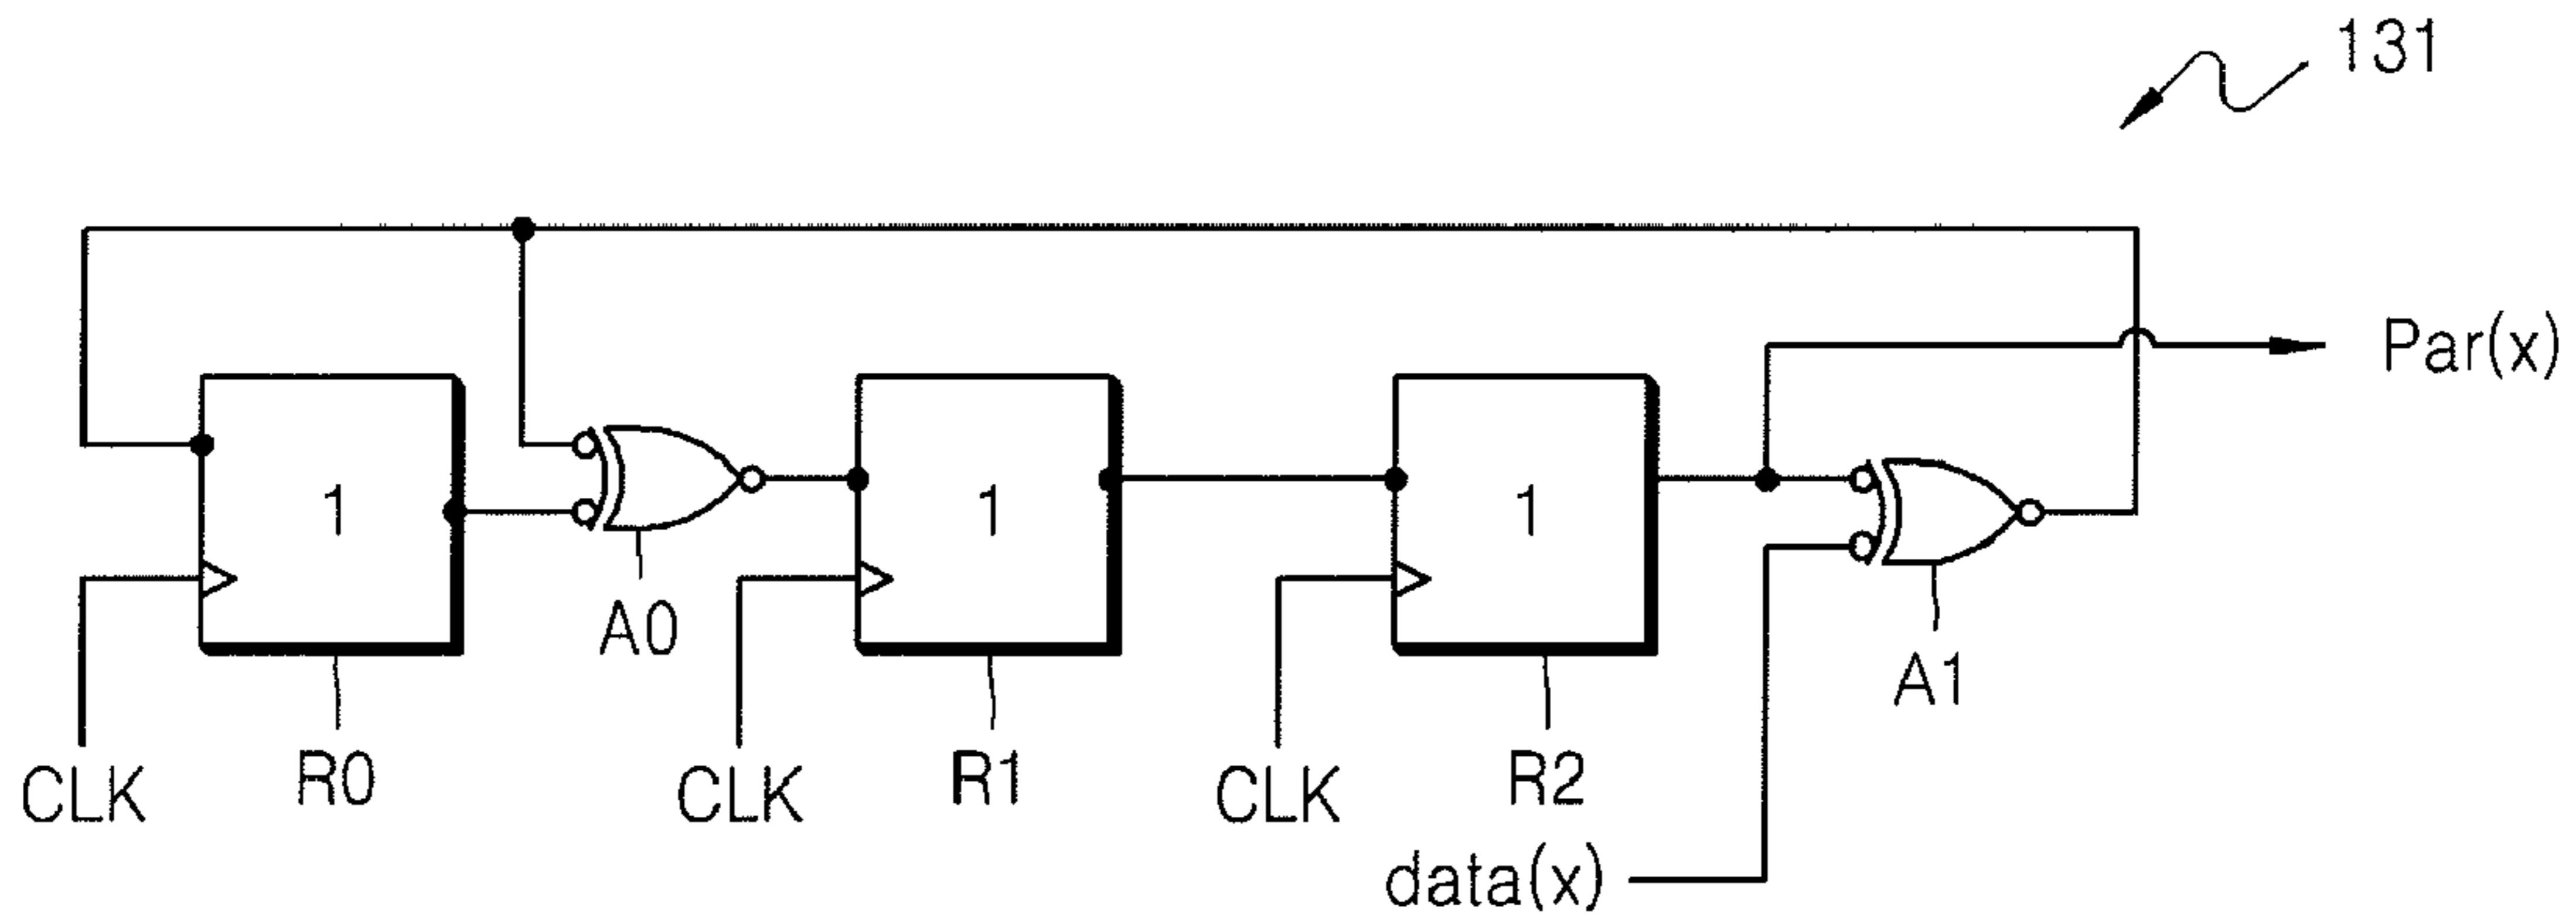 131
Par(x)
1
1
1
A0
A1
CLK
R0
CLK
R1
CLK
R2
data(x)